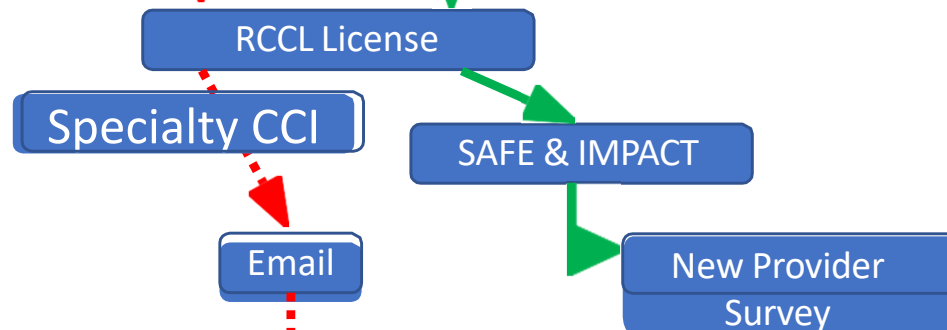 RCCL License
Specialty CCI
SAFE & IMPACT
Email
New Provider
Survey